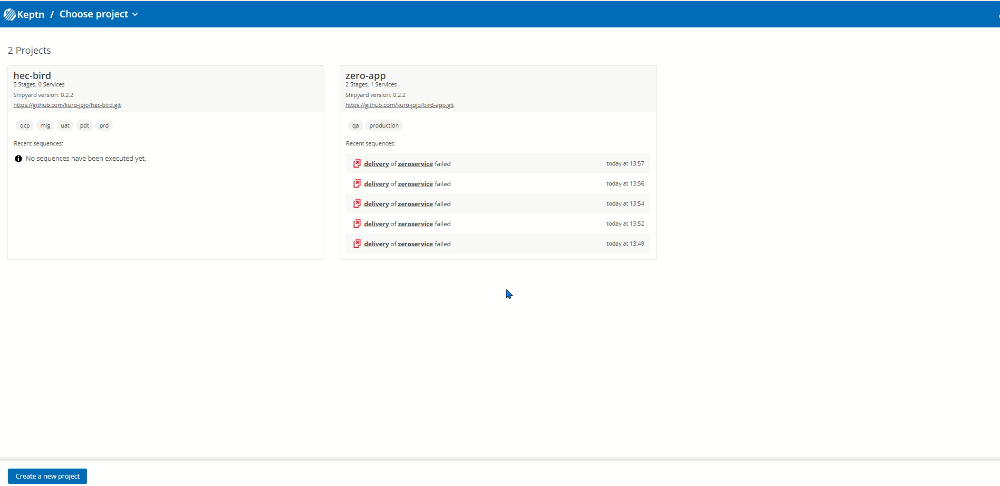 Keptn / Choose project
2 Projects
hec-bird
5 Stages, 0 Services
Shipyard version: 0.2.2
https://github.com/kuro-jojo/hec-bird.git
qcp mig uat pdt prd
Recent sequences:
No sequences have been executed yet.
zero-app
2 Stages, 1 Services
Shipyard version: 0.2.2
https://github.com/kuro-jojo/bird-app.git
qa production
Recent sequences:
delivery of zeroservice failed today at 13:57
delivery of zeroservice failed today at 13:56
delivery of zeroservice failed today at 13:54
delivery of zeroservice failed today at 13:52
delivery of zeroservice failed today at 13:49
Create a new project